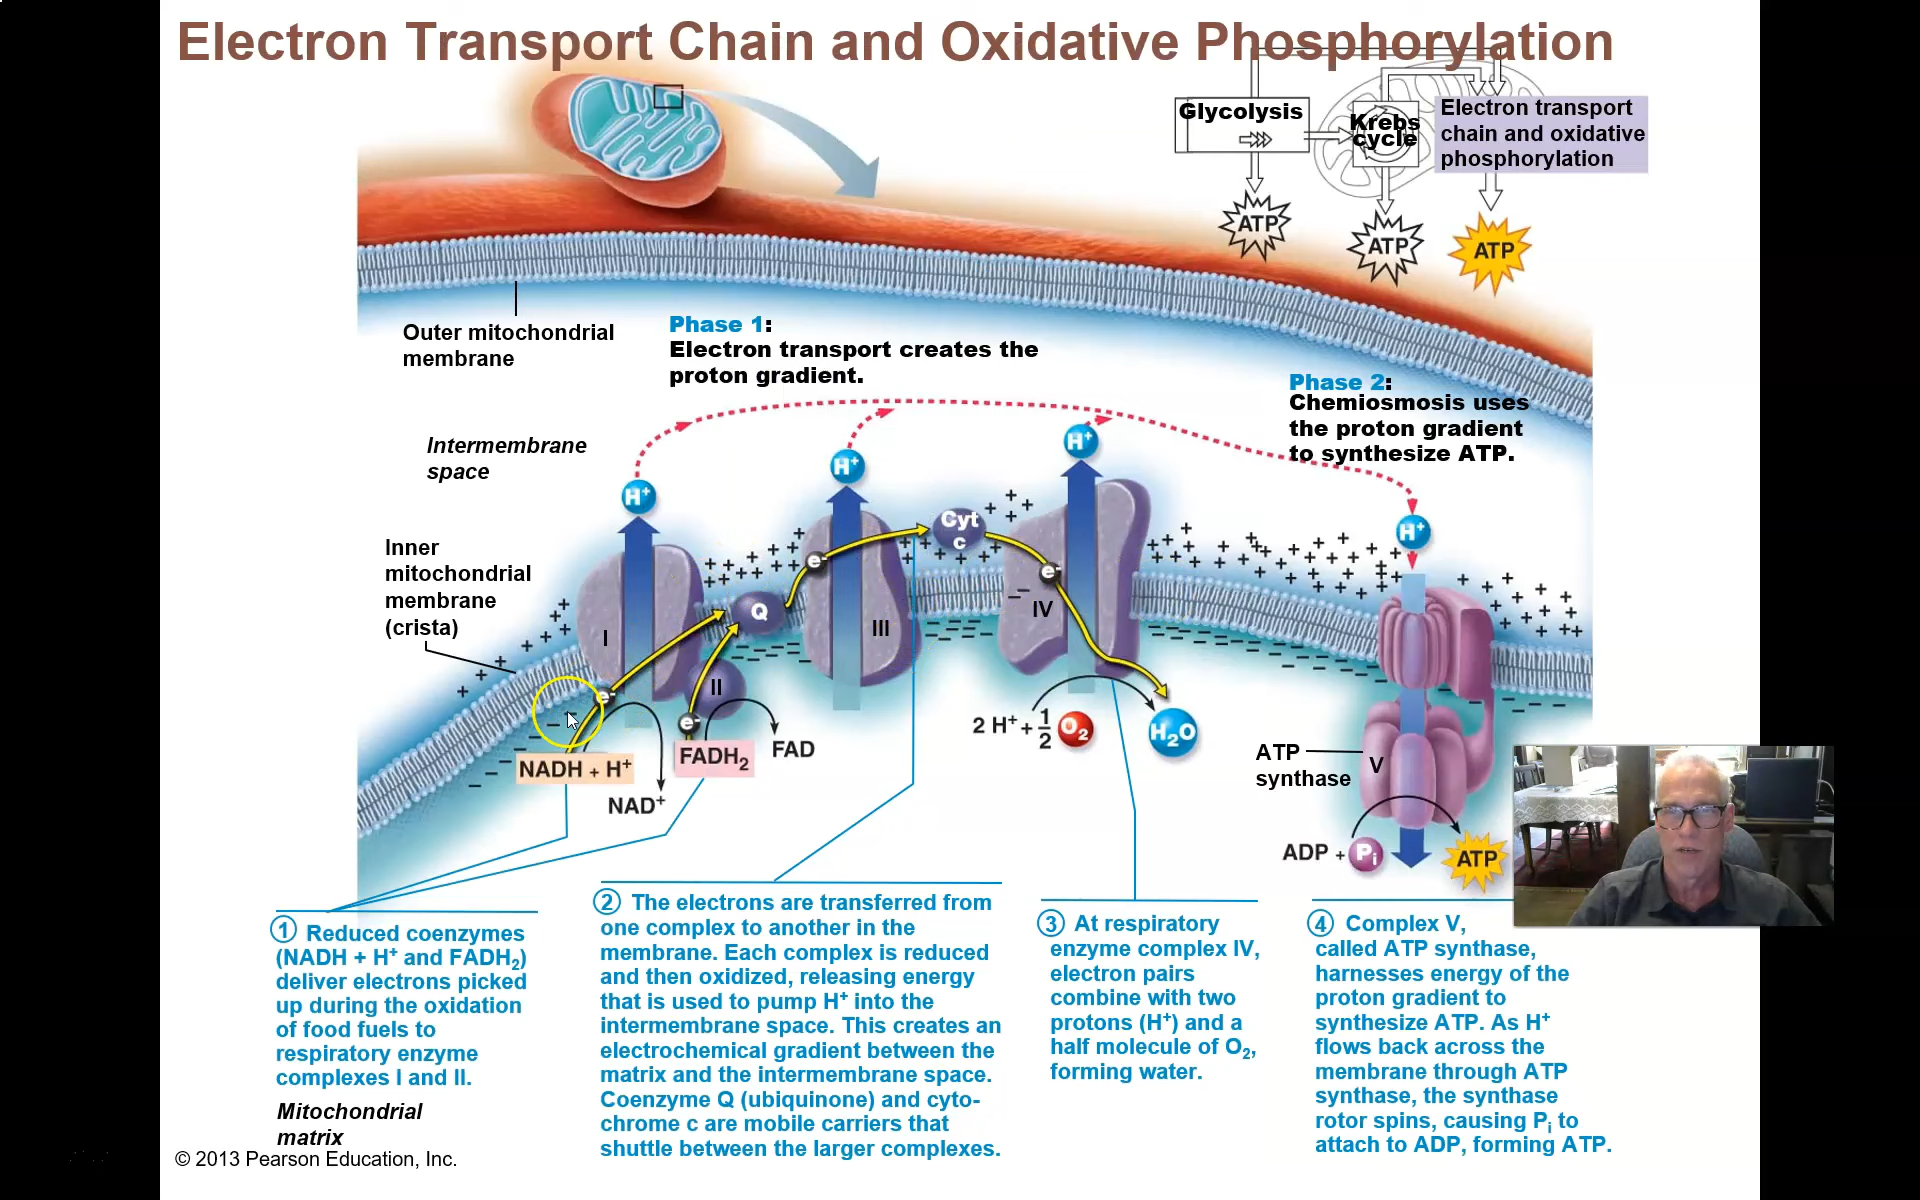 Electron Transport Chain and Oxidative Phosphorylation
Glycolysis
Krebs
cycle
Electron transport
chain and oxidative
phosphorylation
ATP
ATP
ATP
Outer mitochondrial
membrane
Phase 1:
Electron transport creates the
proton gradient.
Phase 2:
Chemiosmosis uses
the proton gradient
to synthesize ATP.
Intermembrane
space
H⁺
H⁺
H⁺
H⁺
Inner
mitochondrial
membrane
(crista)
Cyt
c
e-
e-
Q
I
III
IV
II
e-
e-
NADH + H⁺
FADH₂
FAD
NAD⁺
2 H⁺ + 1/2 O₂
H₂O
ATP
synthase
V
ADP + Pᵢ
ATP
① Reduced coenzymes
(NADH + H⁺ and FADH₂)
deliver electrons picked
up during the oxidation
of food fuels to
respiratory enzyme
complexes I and II.
② The electrons are transferred from
one complex to another in the
membrane. Each complex is reduced
and then oxidized, releasing energy
that is used to pump H⁺ into the
intermembrane space. This creates an
electrochemical gradient between the
matrix and the intermembrane space.
Coenzyme Q (ubiquinone) and cyto-
chrome c are mobile carriers that
shuttle between the larger complexes.
③ At respiratory
enzyme complex IV,
electron pairs
combine with two
protons (H⁺) and a
half molecule of O₂,
forming water.
④ Complex V,
called ATP synthase,
harnesses energy of the
proton gradient to
synthesize ATP. As H⁺
flows back across the
membrane through ATP
synthase, the synthase
rotor spins, causing Pᵢ to
attach to ADP, forming ATP.
Mitochondrial
matrix
© 2013 Pearson Education, Inc.